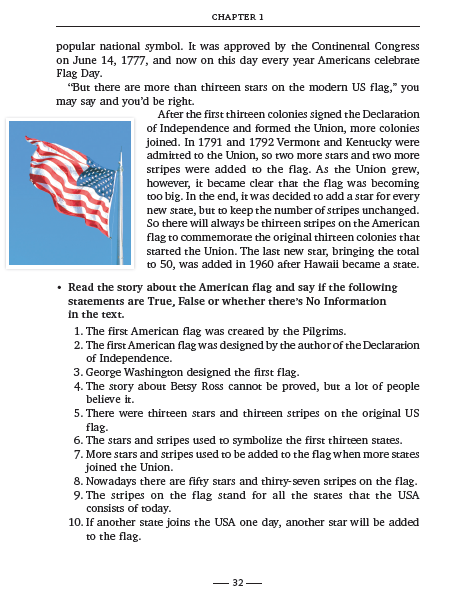 CHAPTER 1
popular national symbol. It was approved by the Continental Congress
on June 14, 1777, and now on this day every year Americans celebrate
Flag Day.
“But there are more than thirteen stars on the modern US flag,” you
may say and you’d be right.
After the first thirteen colonies signed the Declaration
of Independence and formed the Union, more colonies
joined. In 1791 and 1792 Vermont and Kentucky were
admitted to the Union, so two more stars and two more
stripes were added to the flag. As the Union grew,
however, it became clear that the flag was becoming
too big. In the end, it was decided to add a star for every
new state, but to keep the number of stripes unchanged.
So there will always be thirteen stripes on the American
flag to commemorate the original thirteen colonies that
started the Union. The last new star, bringing the total
to 50, was added in 1960 after Hawaii became a state.
• Read the story about the American flag and say if the following
statements are True, False or whether there’s No Information
in the text.
1. The first American flag was created by the Pilgrims.
2. The first American flag was designed by the author of the Declaration
of Independence.
3. George Washington designed the first flag.
4. The story about Betsy Ross cannot be proved, but a lot of people
believe it.
5. There were thirteen stars and thirteen stripes on the original US
flag.
6. The stars and stripes used to symbolize the first thirteen states.
7. More stars and stripes used to be added to the flag when more states
joined the Union.
8. Nowadays there are fifty stars and thirty-seven stripes on the flag.
9. The stripes on the flag stand for all the states that the USA
consists of today.
10. If another state joins the USA one day, another star will be added
to the flag.
32